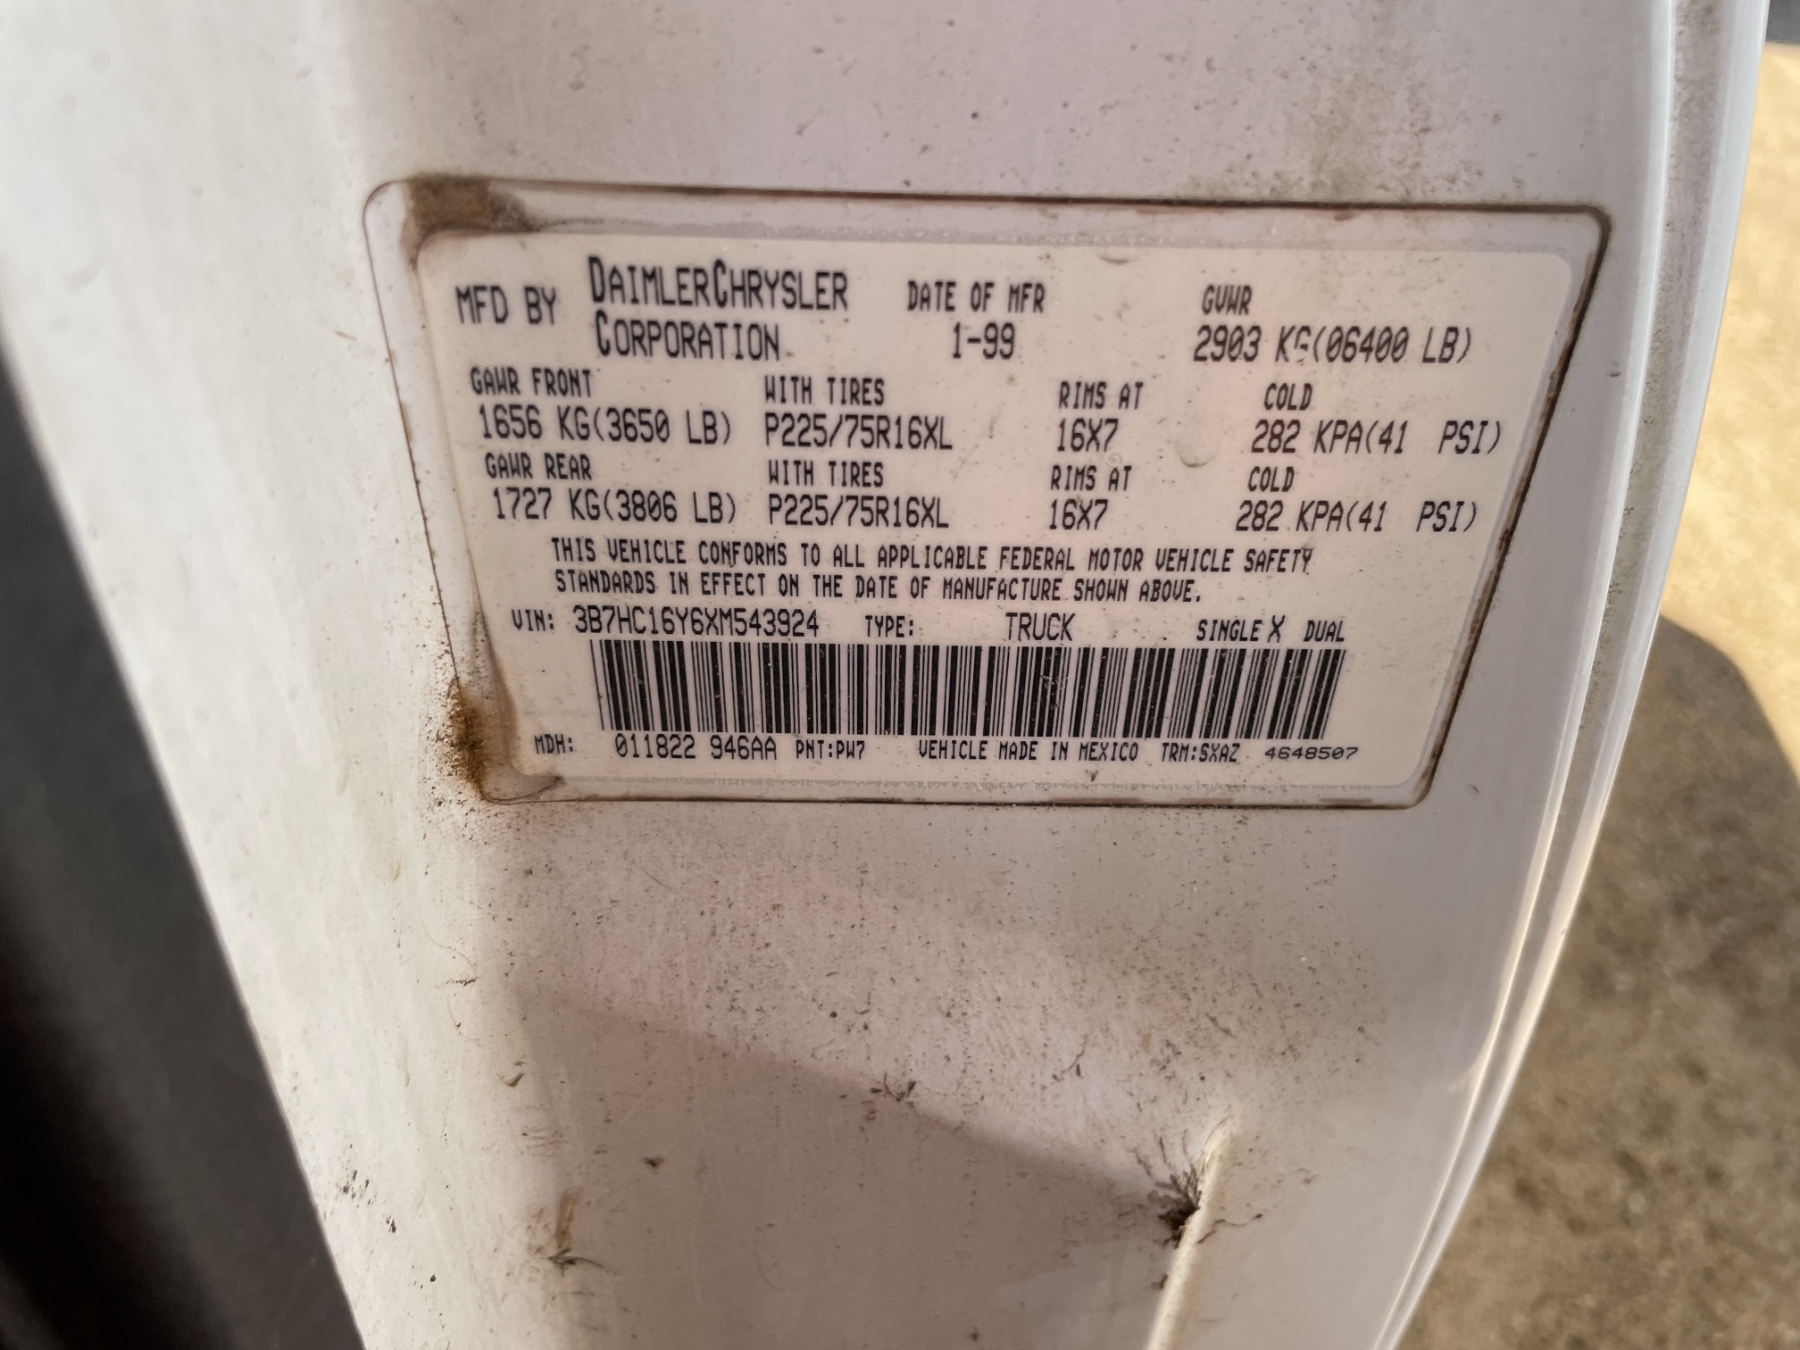 MFD BY DAIMLERCHRYSLER CORPORATION DATE OF MFR 1-99 GVWR 2903 KG(06400 LB)
GAWR FRONT WITH TIRES RIMS AT COLD
1656 KG(3650 LB) P225/75R16XL 16X7 282 KPA(41 PSI)
GAWR REAR WITH TIRES RIMS AT COLD
1727 KG(3806 LB) P225/75R16XL 16X7 282 KPA(41 PSI)
THIS VEHICLE CONFORMS TO ALL APPLICABLE FEDERAL MOTOR VEHICLE SAFETY
STANDARDS IN EFFECT ON THE DATE OF MANUFACTURE SHOWN ABOVE.
VIN: 3B7HC16Y6XM543924 TYPE: TRUCK SINGLE X DUAL
MDH: 011822 946AA PNT:PW7 VEHICLE MADE IN MEXICO TRM:SXAZ 4648507